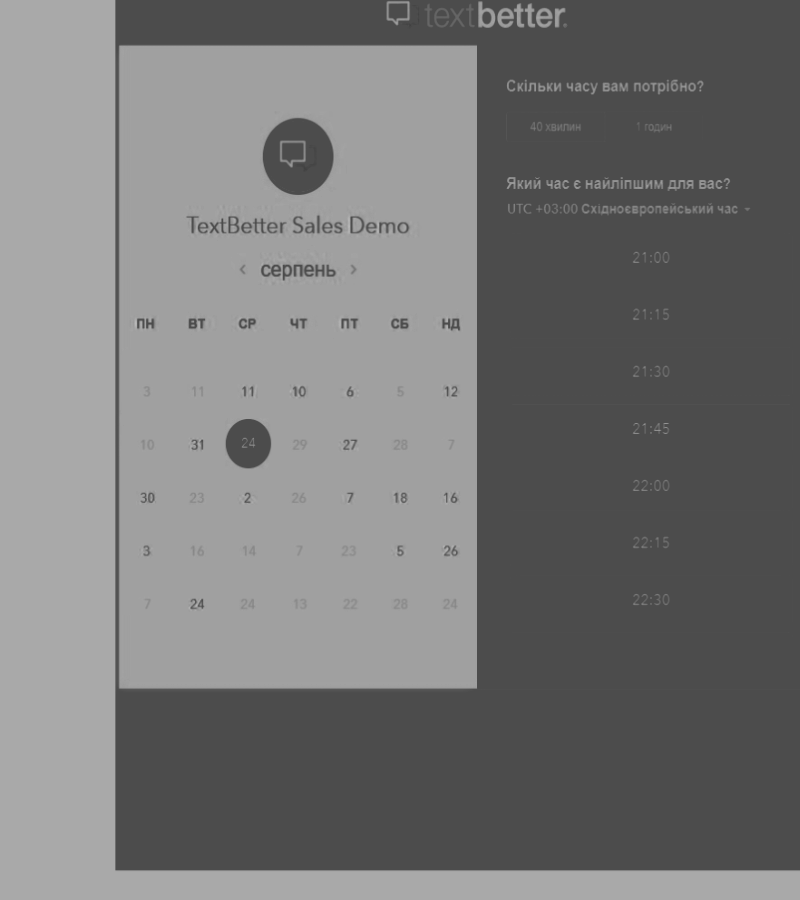 textbetter.
TextBetter Sales Demo
‹ серпень ›
ПН ВТ СР ЧТ ПТ СБ НД
3 11 11 10 6 5 12
10 31 24 29 27 28 7
30 23 2 26 7 18 16
3 16 14 7 23 5 26
7 24 24 13 22 28 24
Скільки часу вам потрібно?
40 хвилин 1 годин
Який час є найліпшим для вас?
UTC +03:00 Східноєвропейський час
21:00
21:15
21:30
21:45
22:00
22:15
22:30